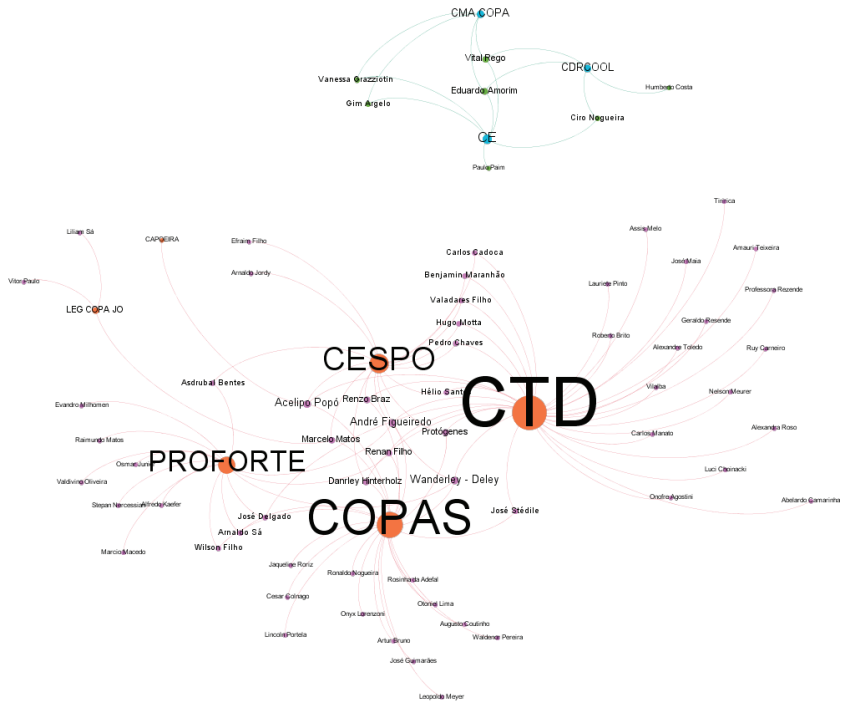 CMA COPA
Vital Rego
CDRCOOL
Vanessa Grazziotin
Eduardo Amorim
Humberto Costa
Gim Argelo
Ciro Nogueira
CE
Paulo Paim
Tiririca
Liliam Sá
CAPOEIRA
Efraim Filho
Assis Melo
Carlos Cadoca
Amauri Teixeira
José Maia
Arnaldo Jordy
Benjamin Maranhão
Vitor Paulo
Lauriete Pinto
Professora Rezende
Valadares Filho
LEG COPA JO
Hugo Motta
Geraldo Resende
Roberto Brito
Pedro Chaves
Alexandre Toledo
Ruy Carneiro
CESPO
Asdrubal Bentes
Vilalba
Hélio Sant
Nelson Meurer
CTD
Acelipo Popó
Renzo Braz
Evandro Milhomen
André Figueiredo
Alexandra Roso
Protógenes
Carlos Manato
Raimundo Matos
Marcelo Matos
Renan Filho
PROFORTE
Luci Choinacki
Valdivino Oliveira
Danrley Hinterholz
Wanderley - Deley
Onofro Agostini
Abelardo Camarinha
Stepan Nercessian
Alfredo Kaefer
José Delgado
José Stédile
COPAS
Arnaldo Sá
Wilson Filho
Marcio Macedo
Jaqueline Roriz
Ronaldo Nogueira
Rosinha da Adefal
Cesar Colnago
Otoniel Lima
Onyx Lorenzoni
Augusto Coutinho
Lincoln Portela
Waldenor Pereira
Artur Bruno
José Guimarães
Leopoldo Meyer